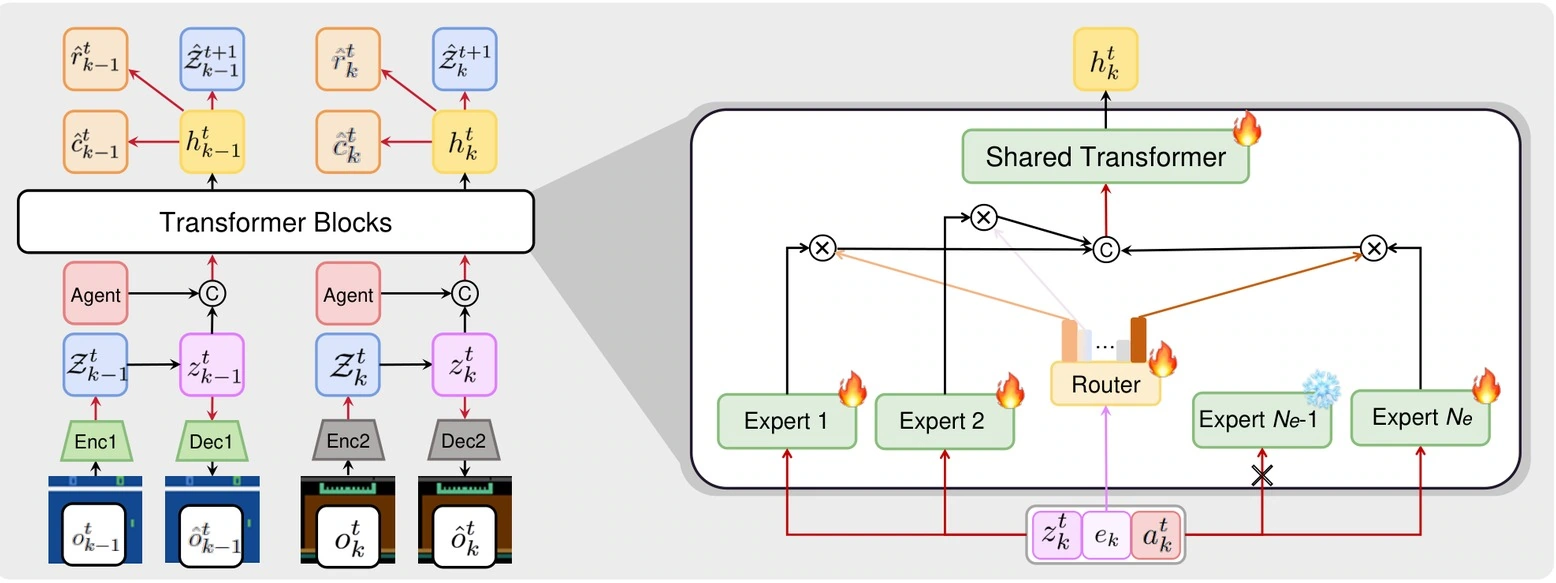 r̂ᵗₖ₋₁ Ẑᵗ⁺¹ₖ₋₁ r̂ᵗₖ Ẑᵗ⁺¹ₖ
ĉᵗₖ₋₁ hᵗₖ₋₁ ĉᵗₖ hᵗₖ
Transformer Blocks
Agent C Agent C
Zᵗₖ₋₁ zᵗₖ₋₁ Zᵗₖ zᵗₖ
Enc1 Dec1 Enc2 Dec2
oᵗₖ₋₁ ôᵗₖ₋₁ oᵗₖ ôᵗₖ
hᵗₖ
Shared Transformer
× × C ×
...
Router
Expert 1 Expert 2 Expert Ne-1 Expert Ne
zᵗₖ eₖ aᵗₖ